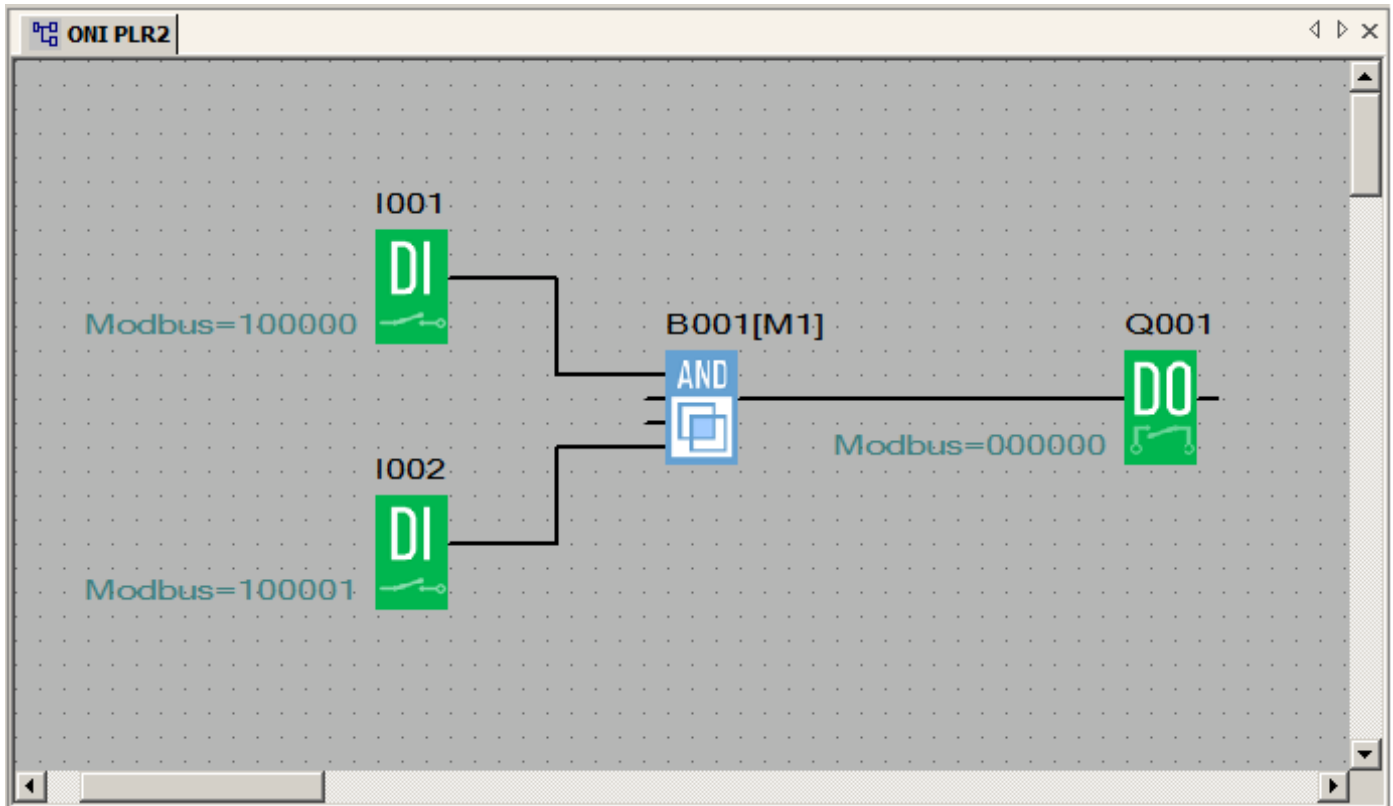 ONI PLR2
I001
DI
Modbus=100000
B001[M1]
AND
Q001
DO
Modbus=000000
I002
DI
Modbus=100001